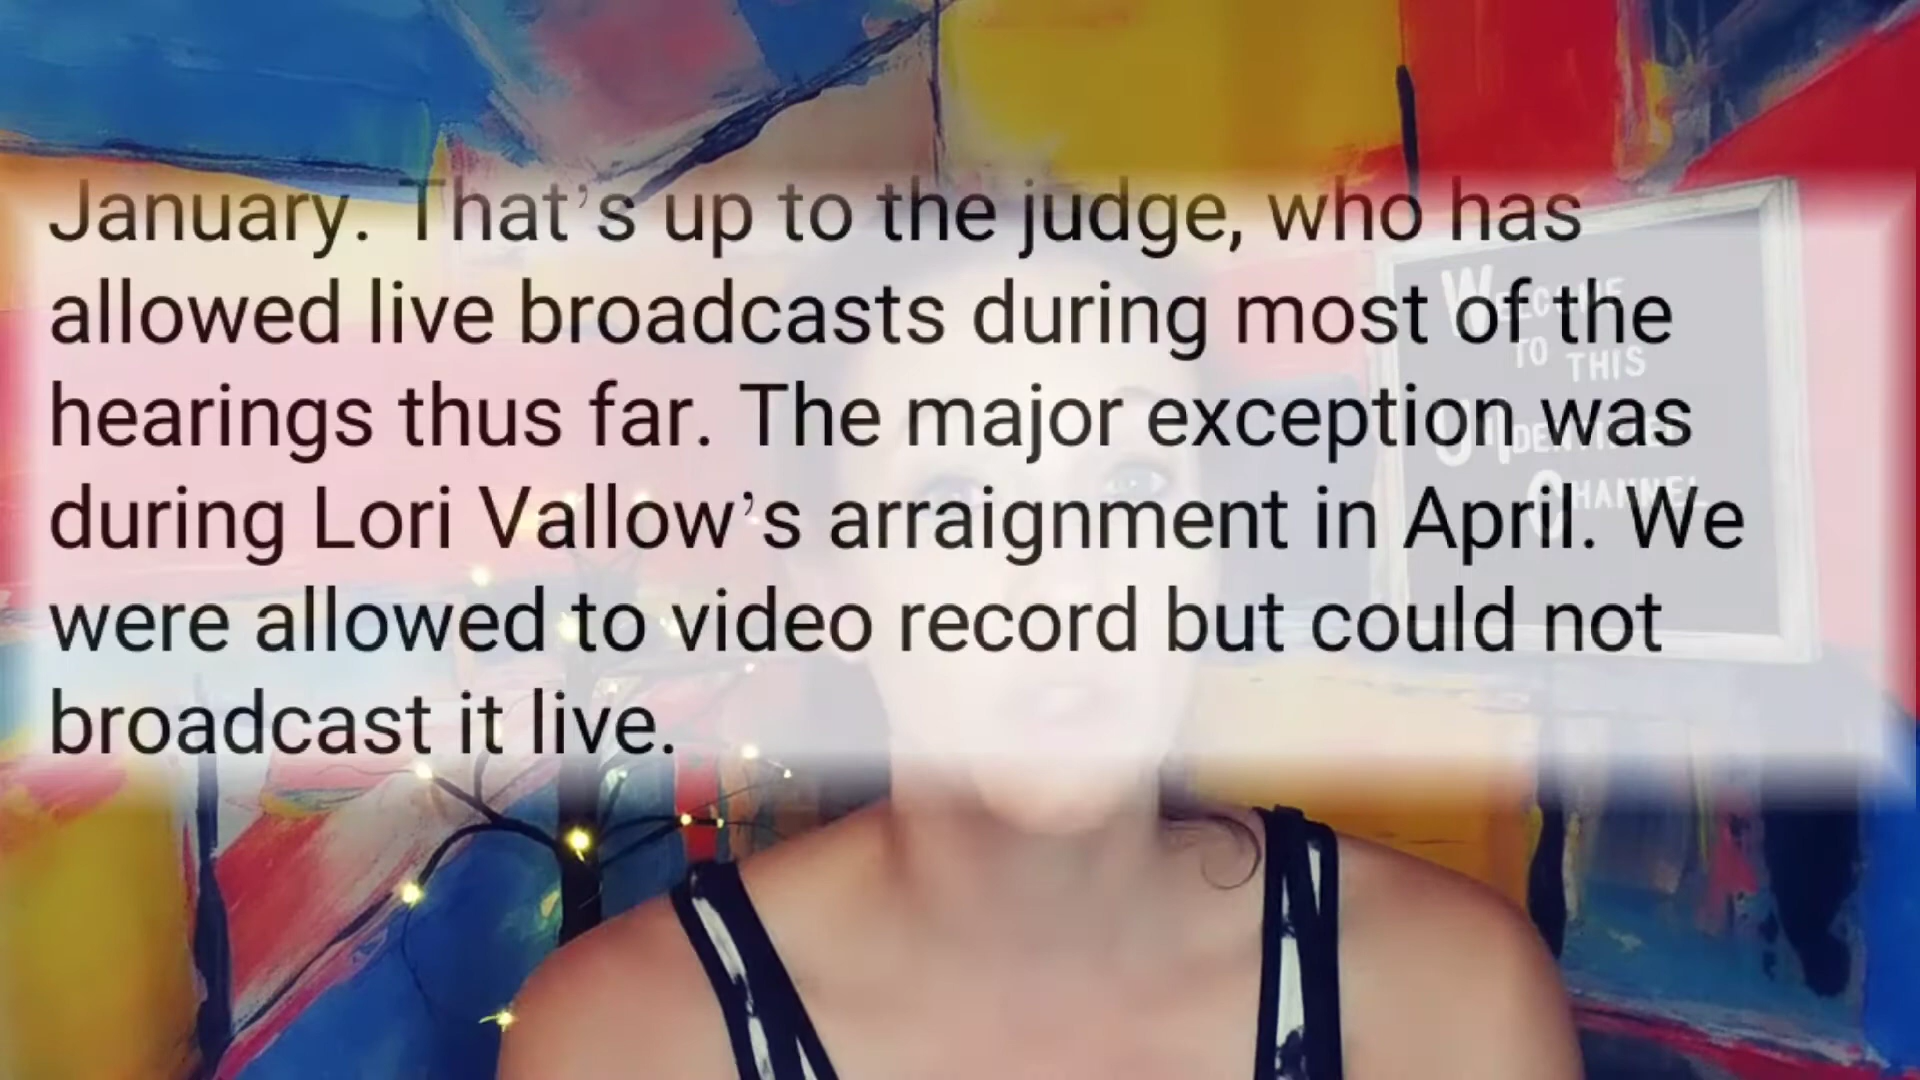 January. That’s up to the judge, who has
allowed live broadcasts during most of the
hearings thus far. The major exception was
during Lori Vallow’s arraignment in April. We
were allowed to video record but could not
broadcast it live.
WELCOME
TO THIS
CHANNEL